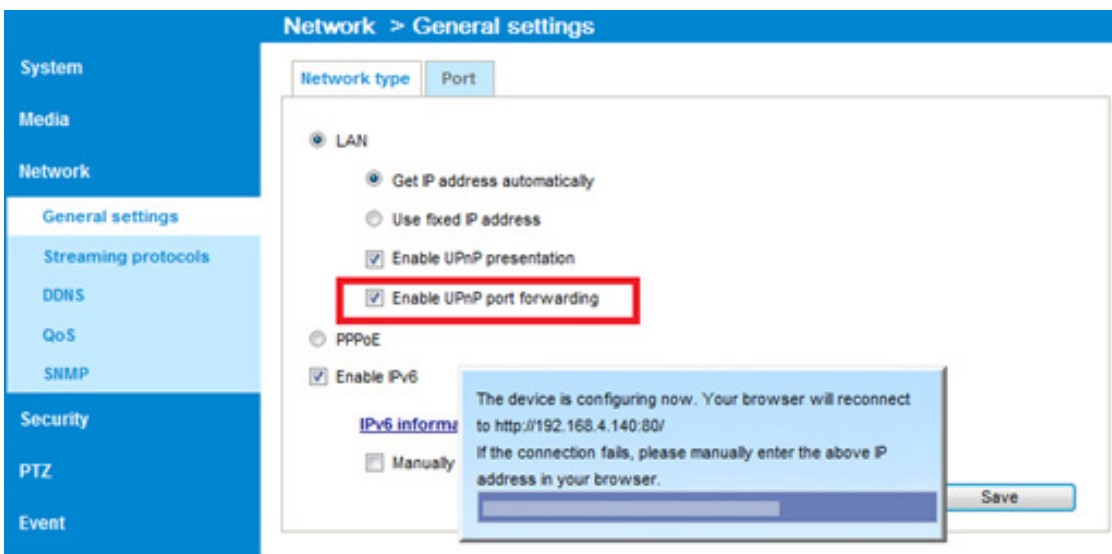 Network > General settings
System
Media
Network
General settings
Streaming protocols
DDNS
QoS
SNMP
Security
PTZ
Event
Network type
Port
LAN
Get IP address automatically
Use fixed IP address
Enable UPnP presentation
Enable UPnP port forwarding
PPPoE
Enable IPv6
IPv6 informa
Manually
The device is configuring now. Your browser will reconnect
to http://192.168.4.140:80/
If the connection fails, please manually enter the above IP
address in your browser.
Save